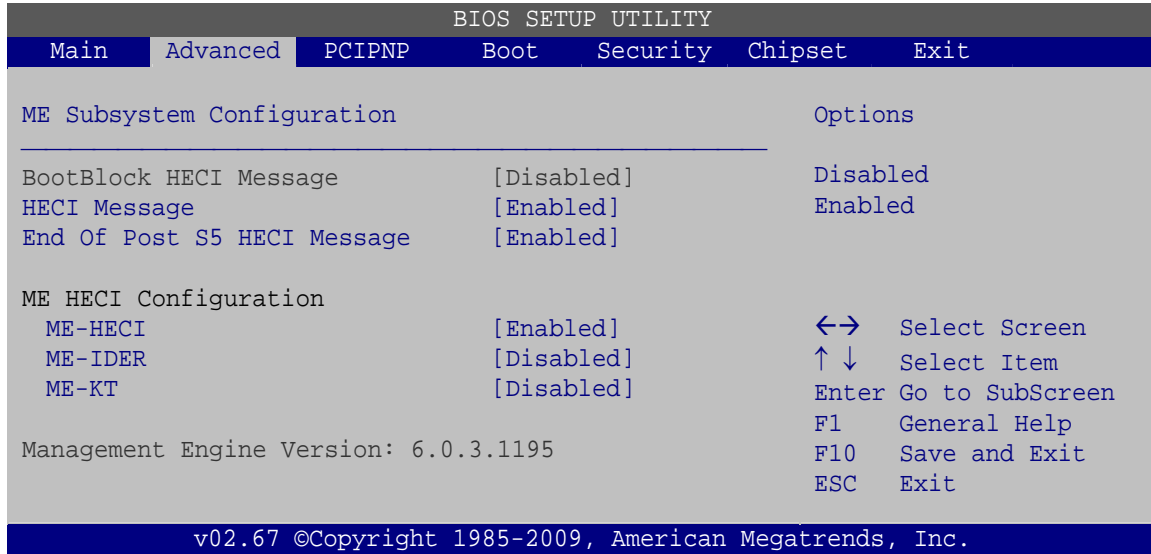 BIOS SETUP UTILITY
Main Advanced PCIPNP Boot Security Chipset Exit
ME Subsystem Configuration
BootBlock HECI Message [Disabled]
HECI Message [Enabled]
End Of Post S5 HECI Message [Enabled]
ME HECI Configuration
ME-HECI [Enabled]
ME-IDER [Disabled]
ME-KT [Disabled]
Management Engine Version: 6.0.3.1195
Options
Disabled
Enabled
←→ Select Screen
↑ ↓ Select Item
Enter Go to SubScreen
F1 General Help
F10 Save and Exit
ESC Exit
v02.67 ©Copyright 1985-2009, American Megatrends, Inc.